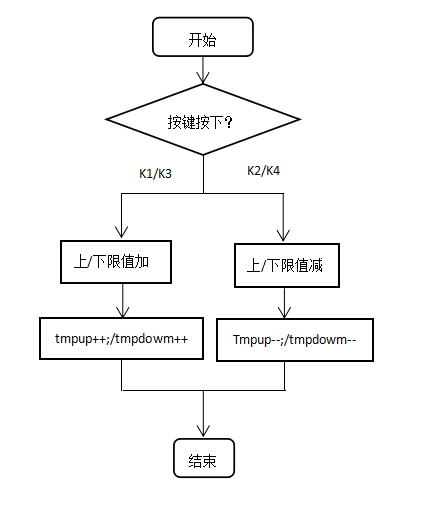 开始
按键按下?
K1/K3
K2/K4
上/下限值加
上/下限值减
tmpup++;/tmpdowm++
Tmpup--;/tmpdowm--
结束